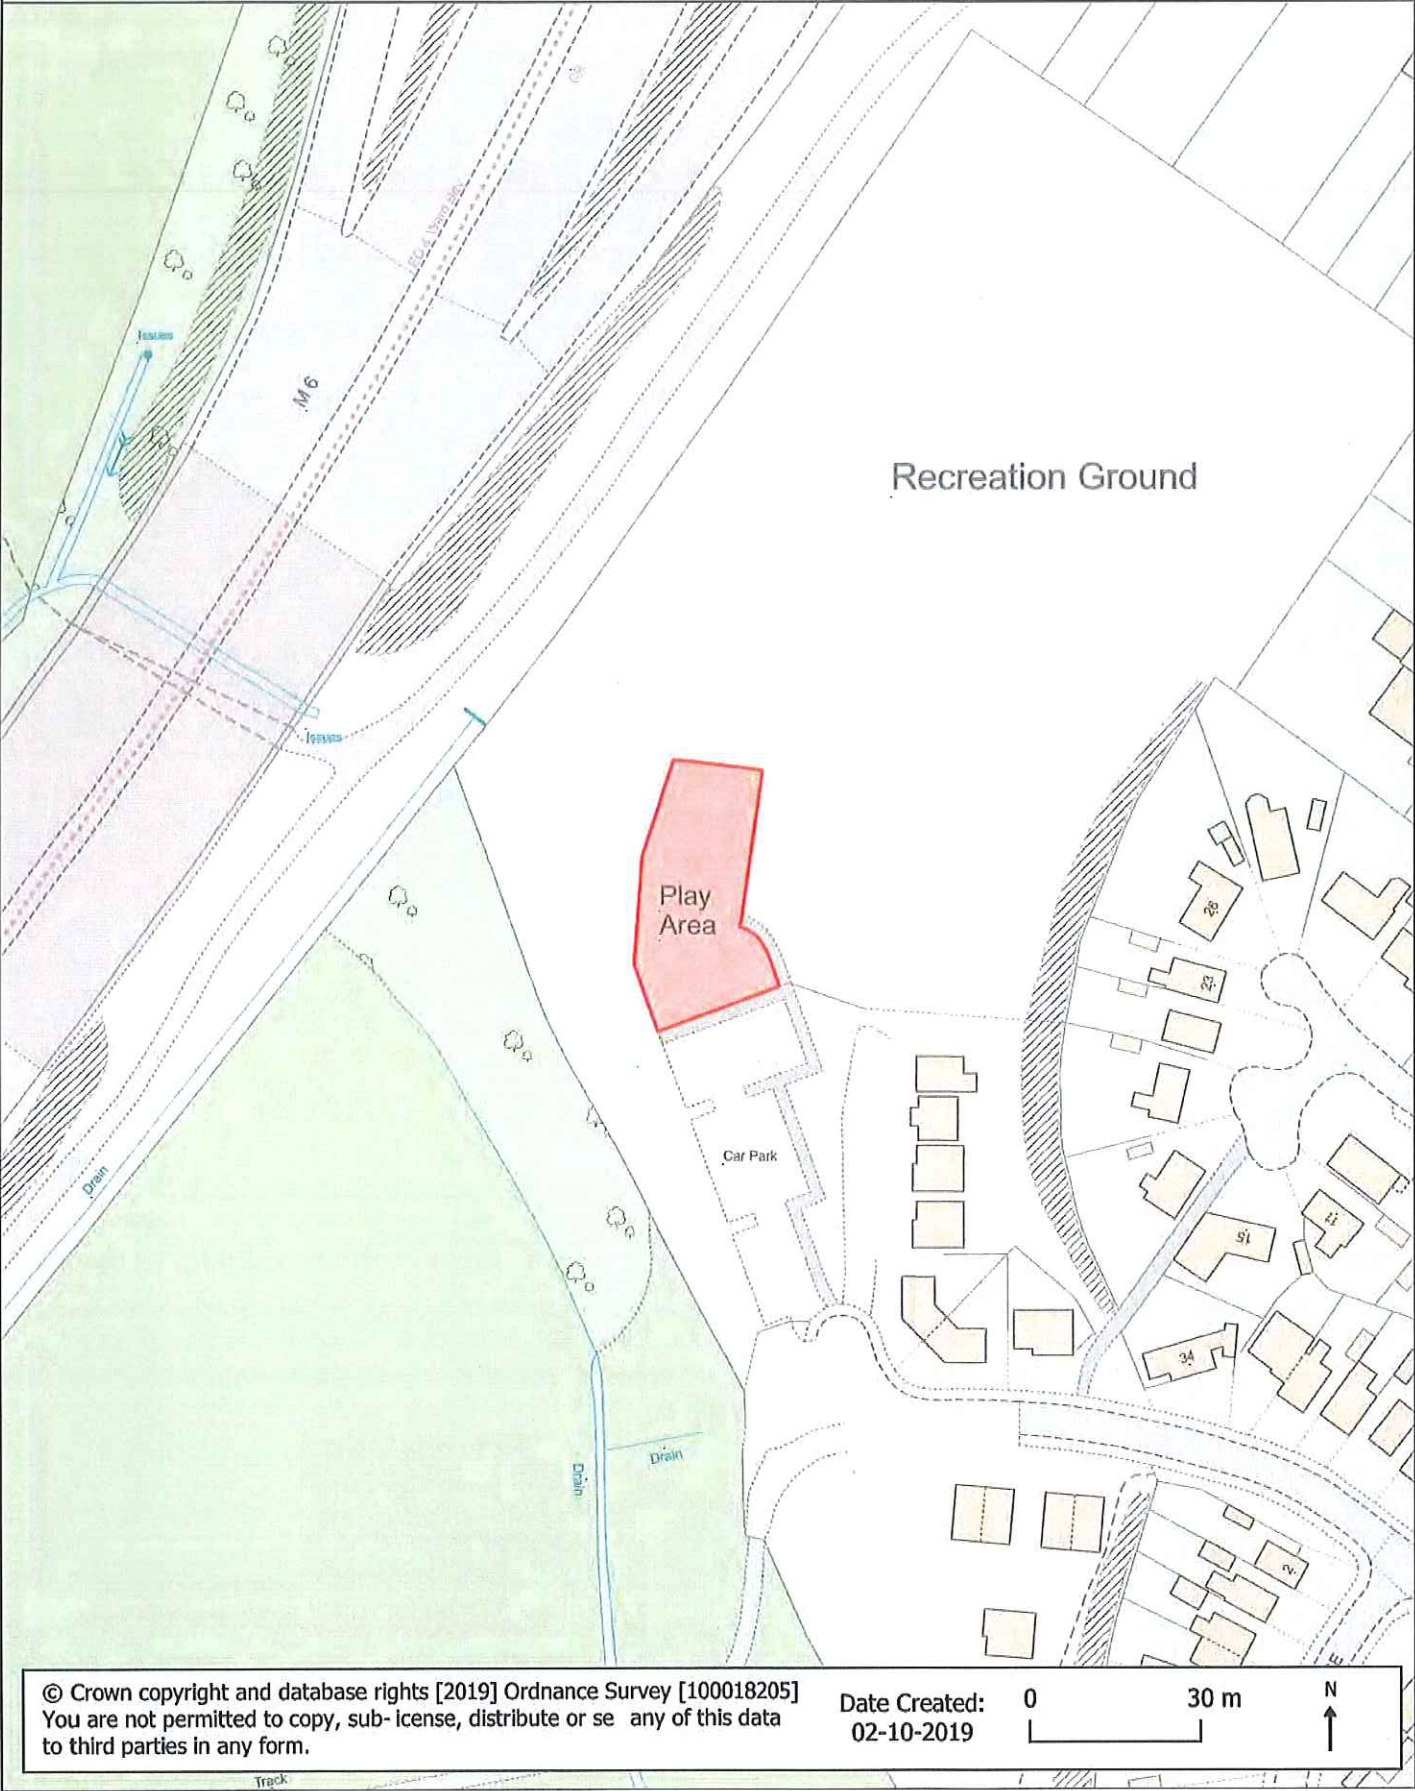 Issues
M 6
Recreation Ground
Issues
Play
Area
26
23
Car Park
Drain
11
15
34
Drain
Drain
2
© Crown copyright and database rights [2019] Ordnance Survey [100018205]
You are not permitted to copy, sub- icense, distribute or se any of this data
to third parties in any form.
Date Created:
02-10-2019
0 30 m
N
Track